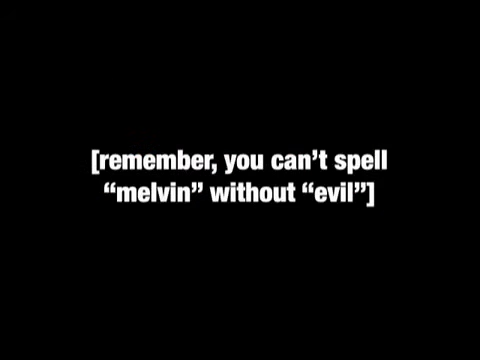 [remember, you can’t spell
“melvin” without “evil”]